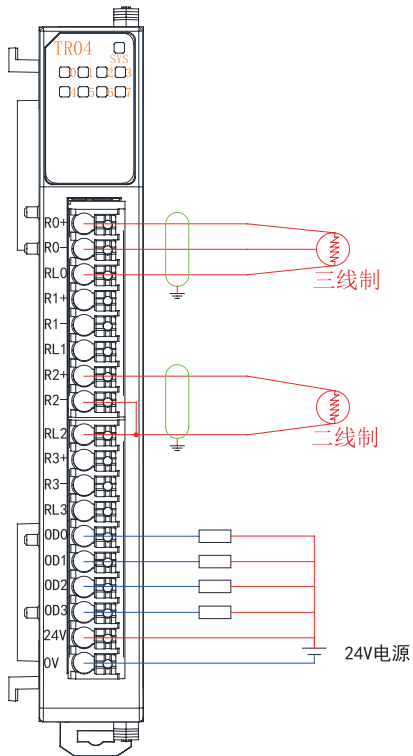 TR04
SYS
0 1 2 3
4 5 6 7
R0+
R0-
RL0
三线制
R1+
R1-
RL1
R2+
R2-
RL2
二线制
R3+
R3-
RL3
OD0
OD1
OD2
OD3
24V
0V
24V电源